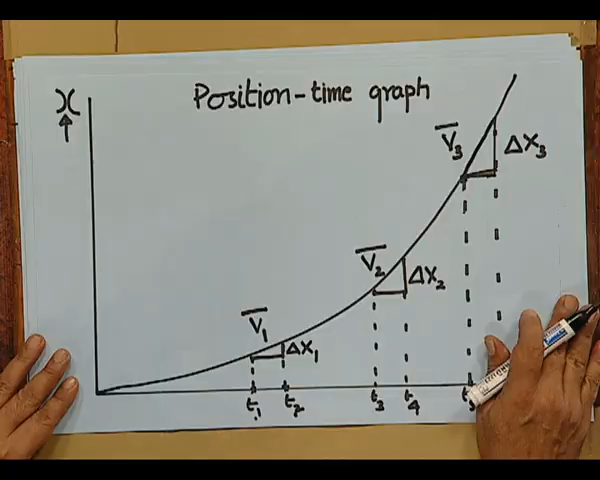 Position-time graph
x
V̅₃
Δx₃
V̅₂
Δx₂
V̅₁
Δx₁
t₁ t₂ t₃ t₄